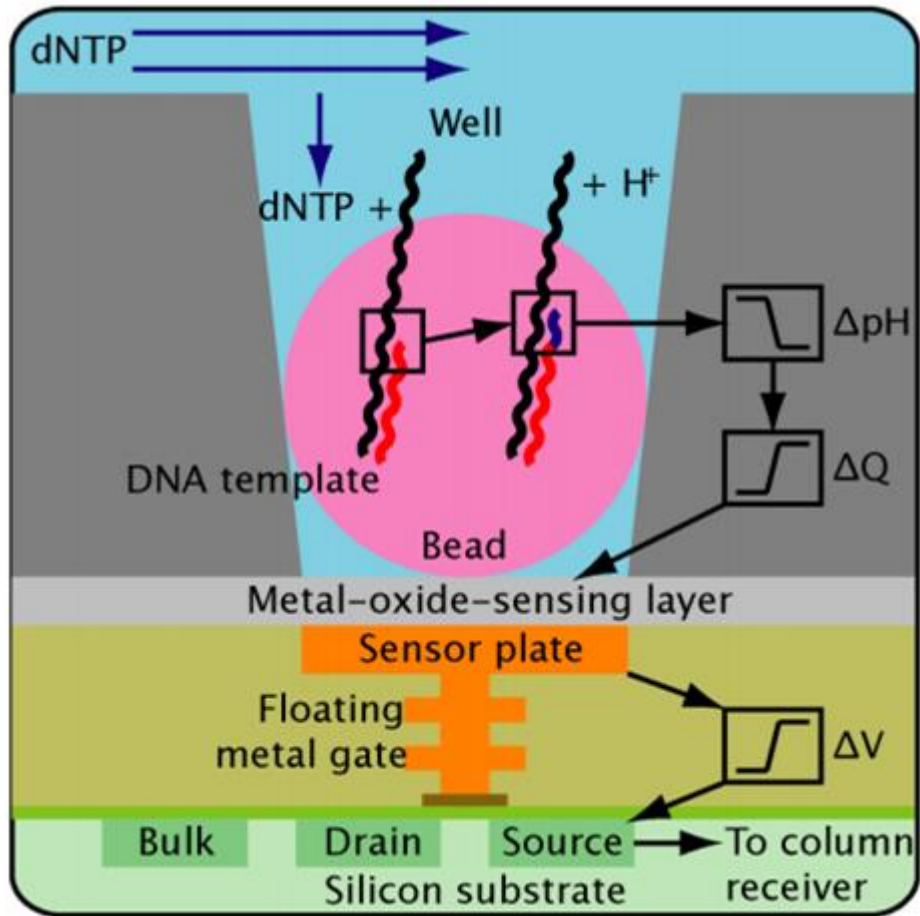 dNTP
Well
dNTP +
+ H⁺
ΔpH
ΔQ
DNA template
Bead
Metal–oxide–sensing layer
Sensor plate
Floating
metal gate
ΔV
Bulk
Drain
Source
To column
receiver
Silicon substrate